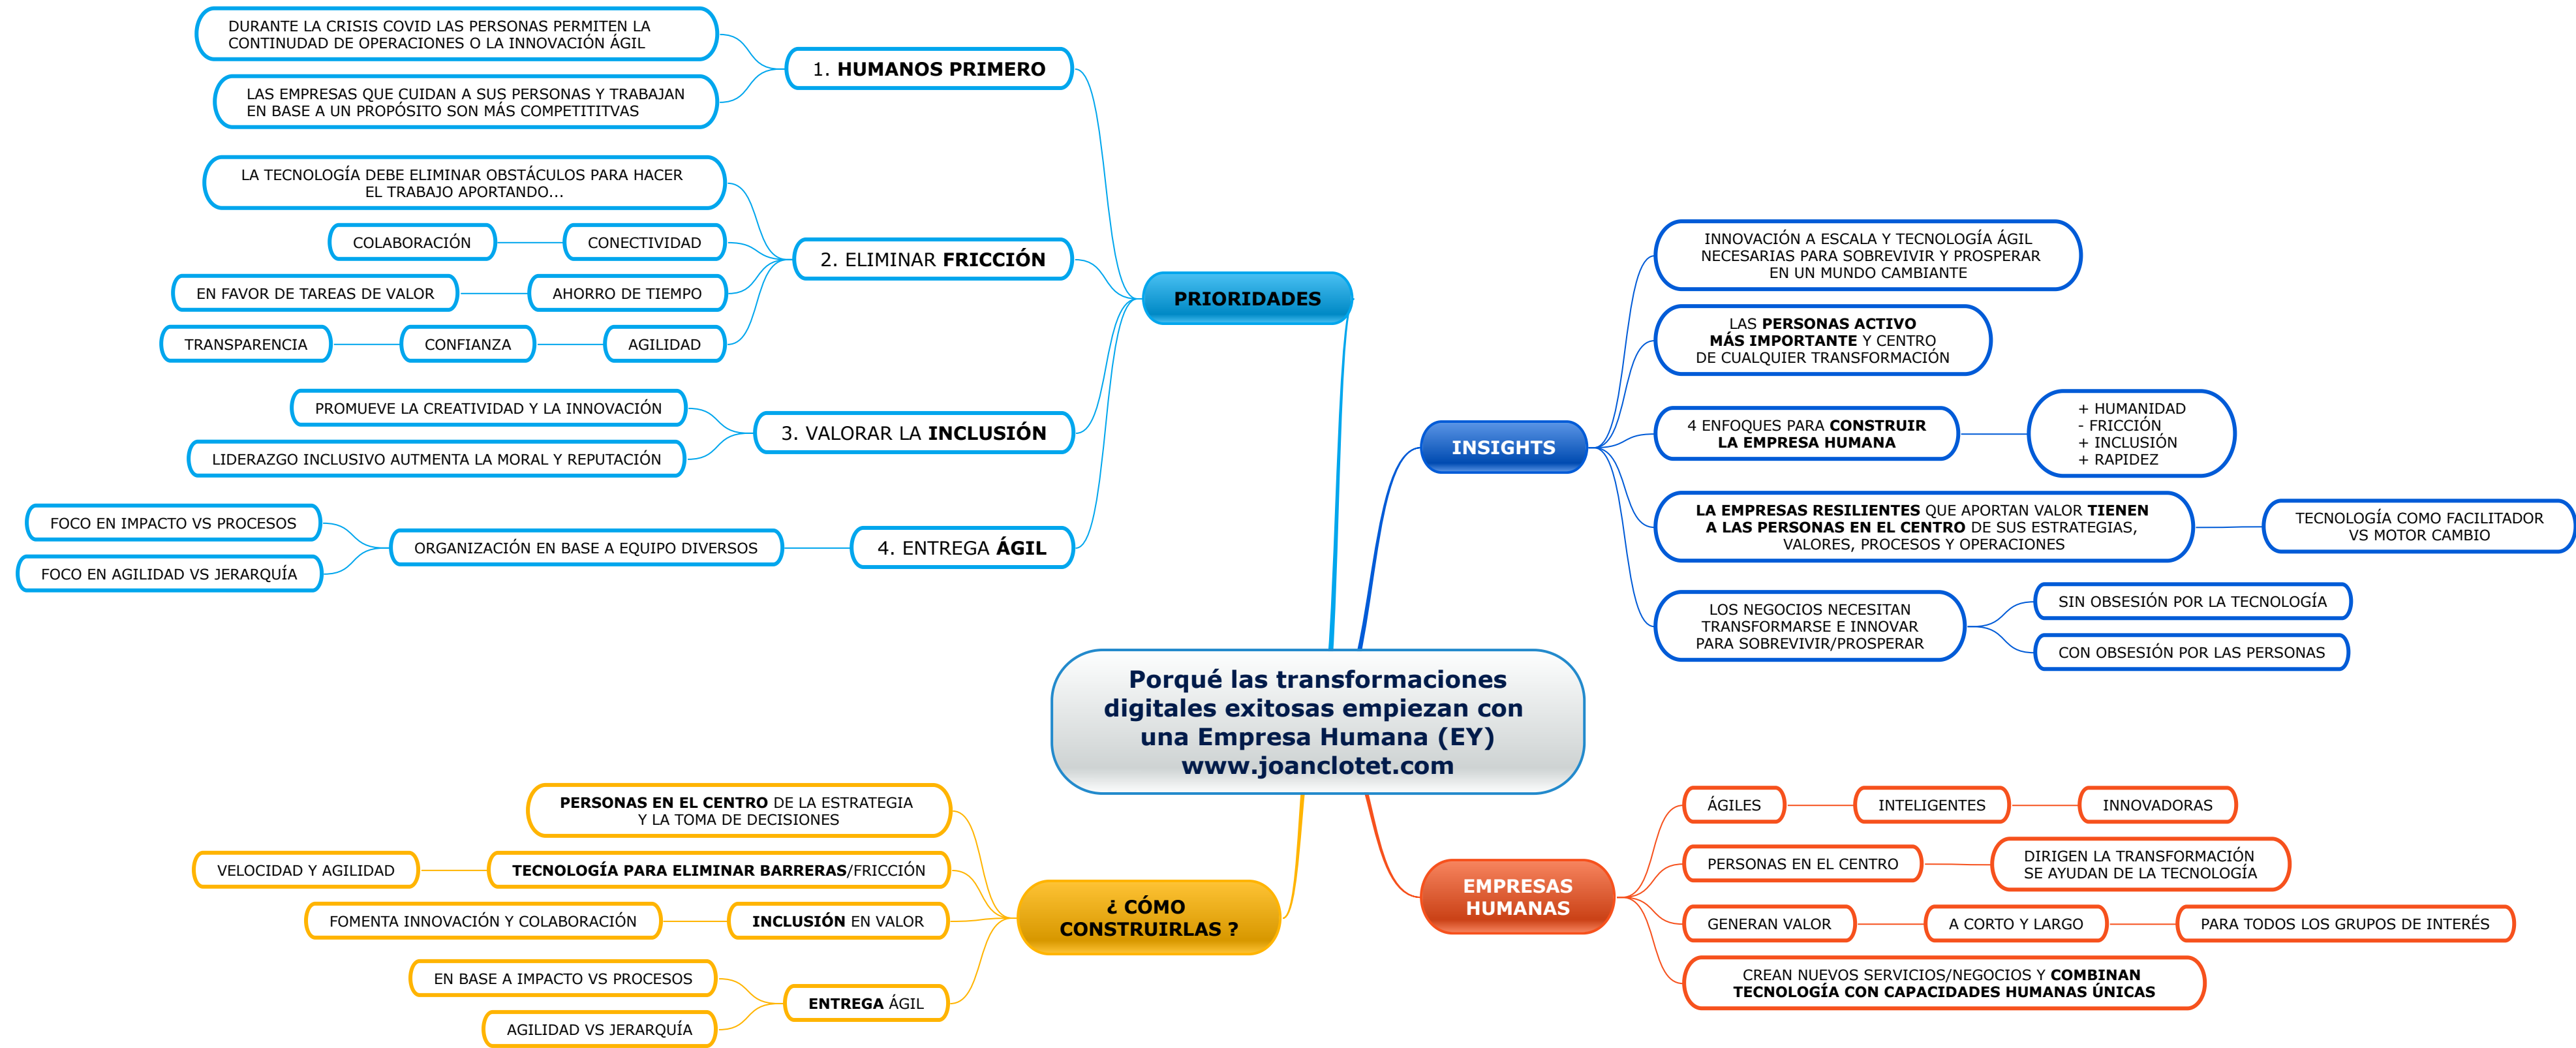 Porqué las transformaciones
digitales exitosas empiezan con
una Empresa Humana (EY)
www.joanclotet.com
INSIGHTS
INNOVACIÓN A ESCALA Y TECNOLOGÍA ÁGIL
NECESARIAS PARA SOBREVIVIR Y PROSPERAR
EN UN MUNDO CAMBIANTE
LAS PERSONAS ACTIVO
MÁS IMPORTANTE Y CENTRO
DE CUALQUIER TRANSFORMACIÓN
4 ENFOQUES PARA CONSTRUIR
LA EMPRESA HUMANA
+ HUMANIDAD
- FRICCIÓN
+ INCLUSIÓN
+ RAPIDEZ
LA EMPRESAS RESILIENTES QUE APORTAN VALOR TIENEN
A LAS PERSONAS EN EL CENTRO DE SUS ESTRATEGIAS,
VALORES, PROCESOS Y OPERACIONES
TECNOLOGÍA COMO FACILITADOR
VS MOTOR CAMBIO
LOS NEGOCIOS NECESITAN
TRANSFORMARSE E INNOVAR
PARA SOBREVIVIR/PROSPERAR
SIN OBSESIÓN POR LA TECNOLOGÍA
CON OBSESIÓN POR LAS PERSONAS
EMPRESAS
HUMANAS
ÁGILES
INTELIGENTES
INNOVADORAS
PERSONAS EN EL CENTRO
DIRIGEN LA TRANSFORMACIÓN
SE AYUDAN DE LA TECNOLOGÍA
GENERAN VALOR
A CORTO Y LARGO
PARA TODOS LOS GRUPOS DE INTERÉS
CREAN NUEVOS SERVICIOS/NEGOCIOS Y COMBINAN
TECNOLOGÍA CON CAPACIDADES HUMANAS ÚNICAS
¿ CÓMO
CONSTRUIRLAS ?
PERSONAS EN EL CENTRO DE LA ESTRATEGIA
Y LA TOMA DE DECISIONES
TECNOLOGÍA PARA ELIMINAR BARRERAS/FRICCIÓN
VELOCIDAD Y AGILIDAD
INCLUSIÓN EN VALOR
FOMENTA INNOVACIÓN Y COLABORACIÓN
ENTREGA ÁGIL
EN BASE A IMPACTO VS PROCESOS
AGILIDAD VS JERARQUÍA
PRIORIDADES
1. HUMANOS PRIMERO
DURANTE LA CRISIS COVID LAS PERSONAS PERMITEN LA
CONTINUDAD DE OPERACIONES O LA INNOVACIÓN ÁGIL
LAS EMPRESAS QUE CUIDAN A SUS PERSONAS Y TRABAJAN
EN BASE A UN PROPÓSITO SON MÁS COMPETITITVAS
2. ELIMINAR FRICCIÓN
LA TECNOLOGÍA DEBE ELIMINAR OBSTÁCULOS PARA HACER
EL TRABAJO APORTANDO...
CONECTIVIDAD
COLABORACIÓN
AHORRO DE TIEMPO
EN FAVOR DE TAREAS DE VALOR
AGILIDAD
CONFIANZA
TRANSPARENCIA
3. VALORAR LA INCLUSIÓN
PROMUEVE LA CREATIVIDAD Y LA INNOVACIÓN
LIDERAZGO INCLUSIVO AUTMENTA LA MORAL Y REPUTACIÓN
4. ENTREGA ÁGIL
ORGANIZACIÓN EN BASE A EQUIPO DIVERSOS
FOCO EN IMPACTO VS PROCESOS
FOCO EN AGILIDAD VS JERARQUÍA